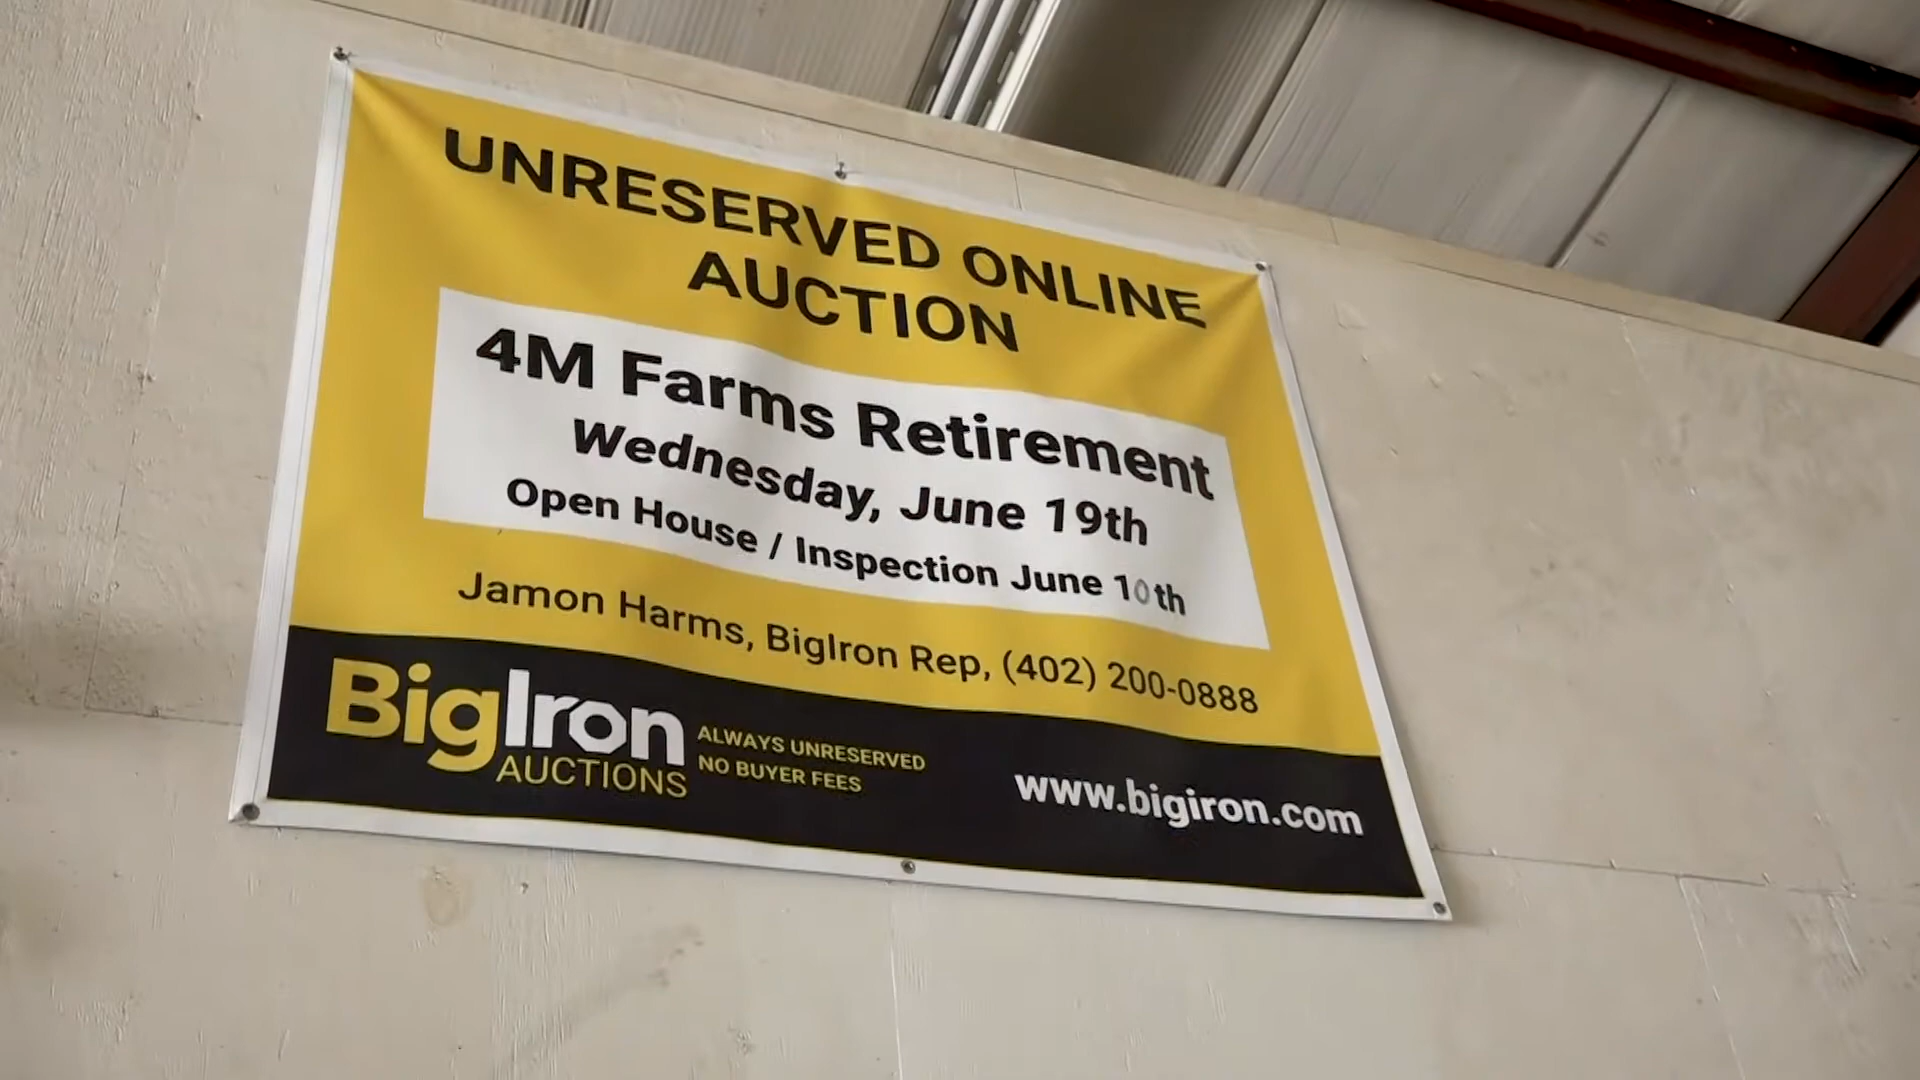 UNRESERVED ONLINE
AUCTION
4M Farms Retirement
Wednesday, June 19th
Open House / Inspection June 10th
Jamon Harms, BigIron Rep, (402) 200-0888
BigIron
AUCTIONS
ALWAYS UNRESERVED
NO BUYER FEES
www.bigiron.com